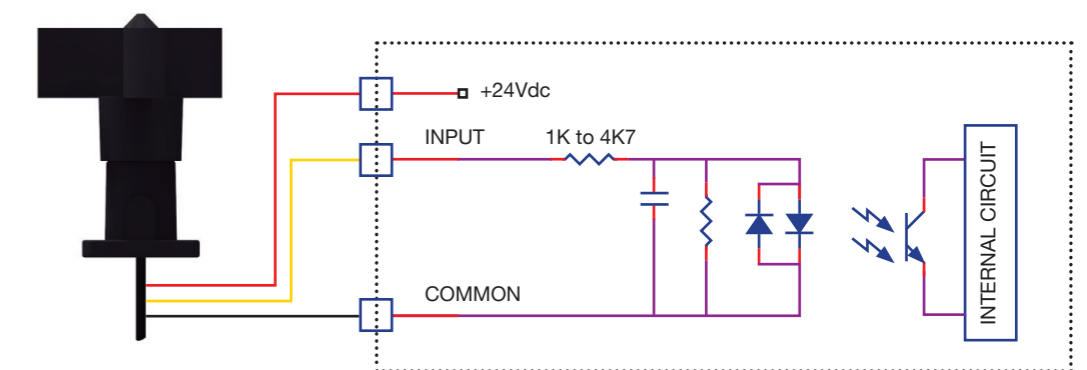 +24Vdc
INPUT
1K to 4K7
COMMON
INTERNAL CIRCUIT